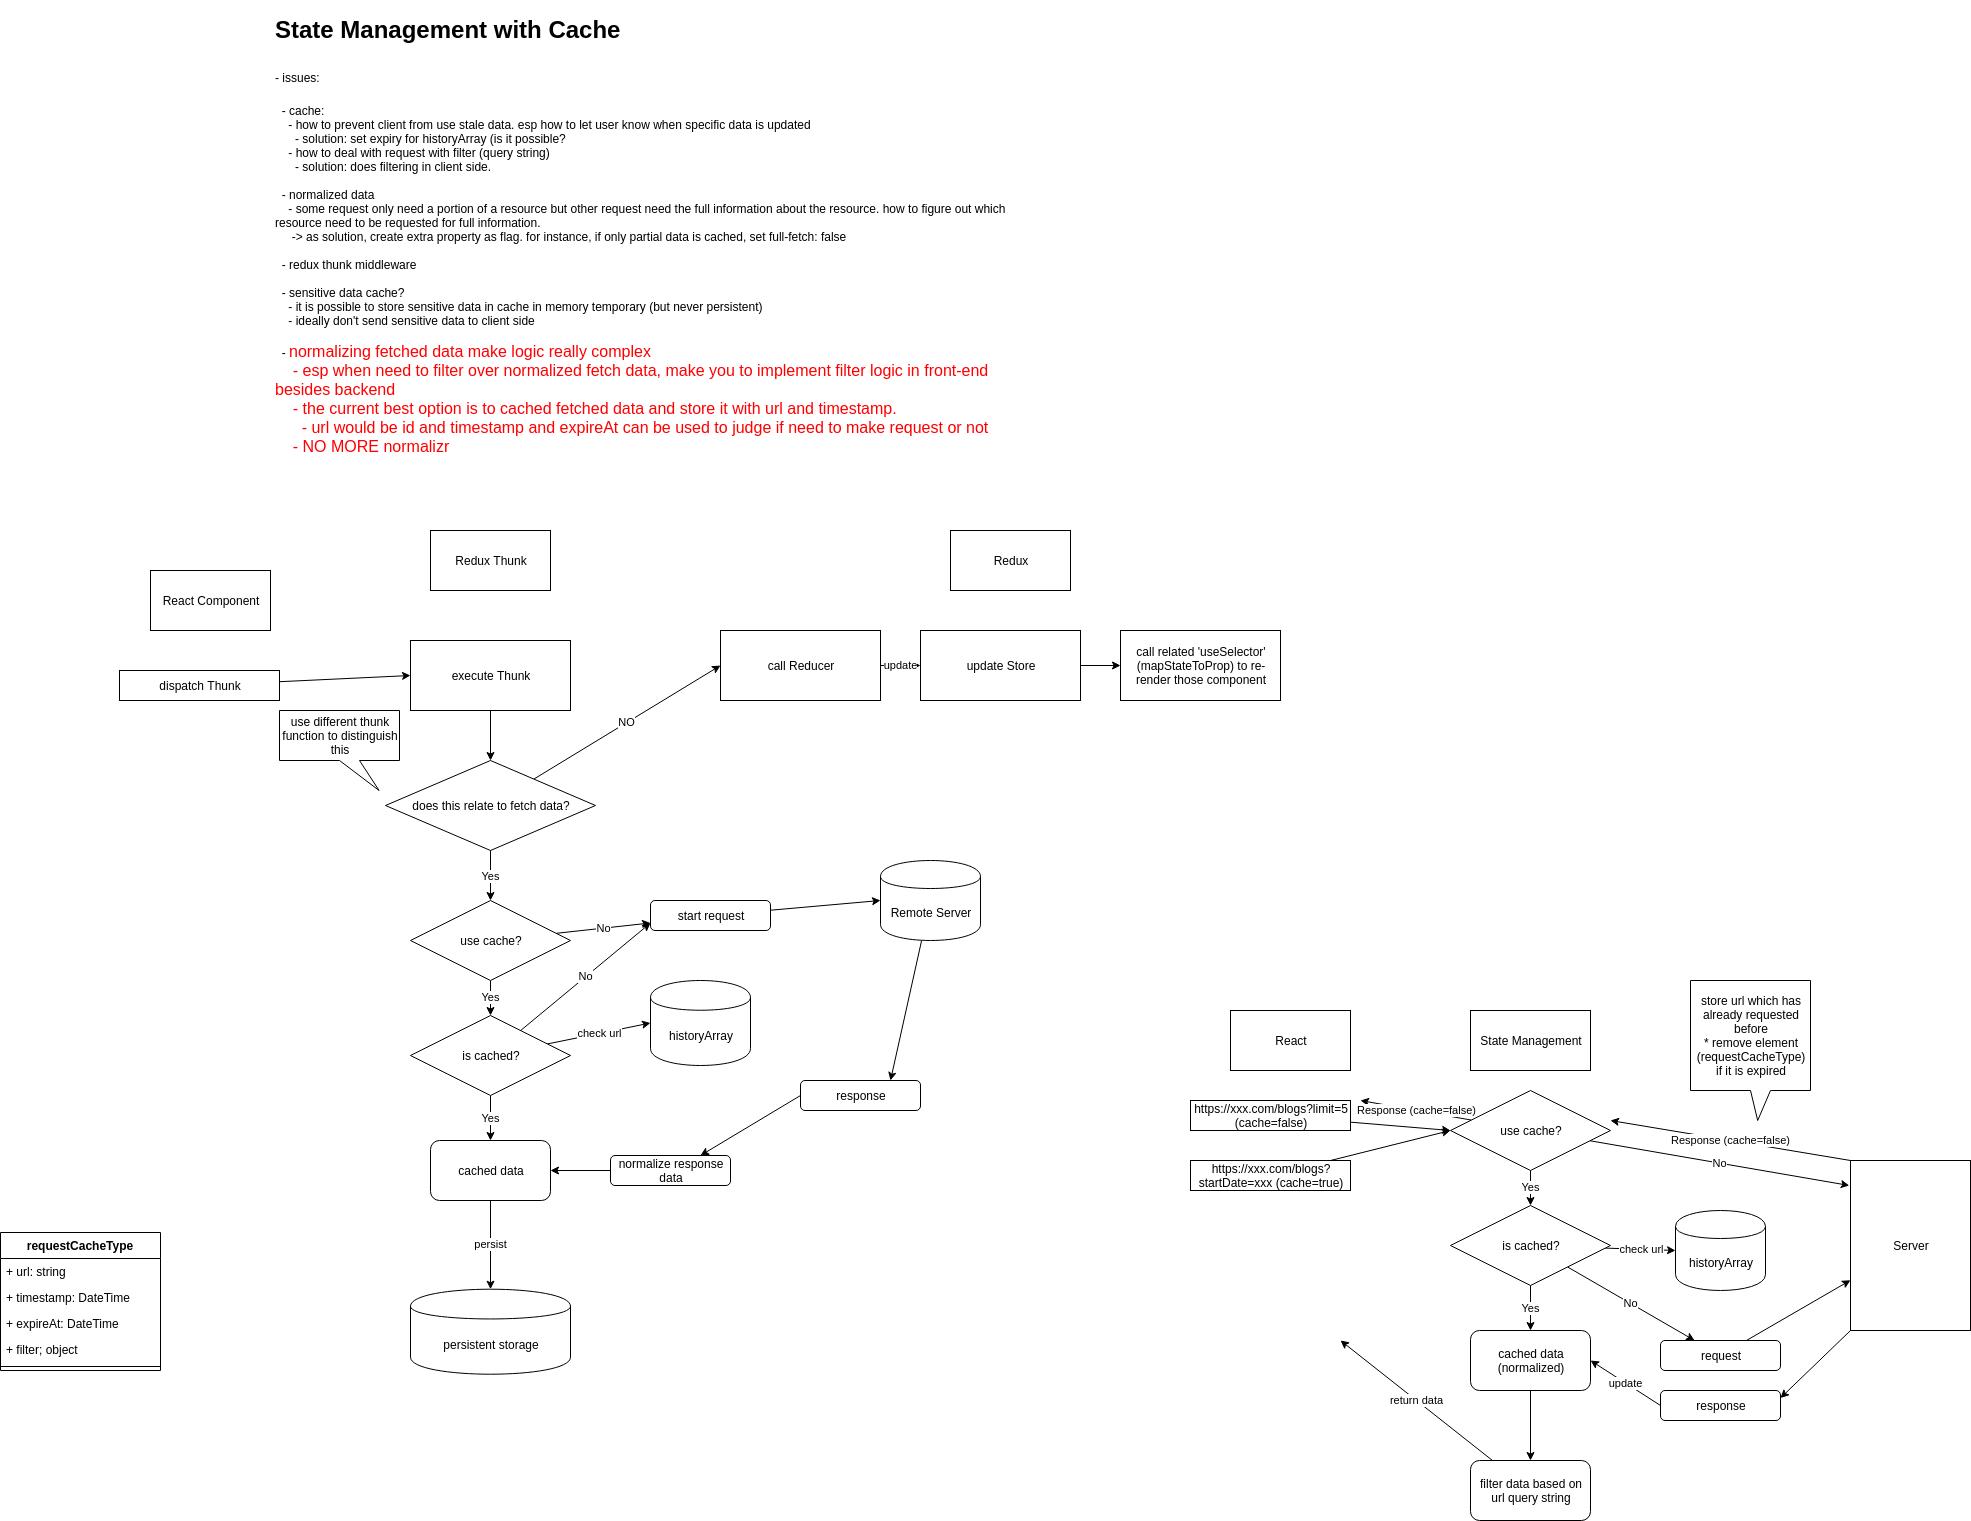 State Management with Cache
- issues:
- cache:
- how to prevent client from use stale data. esp how to let user know when specific data is updated
- solution: set expiry for historyArray (is it possible?
- how to deal with request with filter (query string)
- solution: does filtering in client side.
- normalized data
- some request only need a portion of a resource but other request need the full information about the resource. how to figure out which
resource need to be requested for full information.
-> as solution, create extra property as flag. for instance, if only partial data is cached, set full-fetch: false
- redux thunk middleware
- sensitive data cache?
- it is possible to store sensitive data in cache in memory temporary (but never persistent)
- ideally don't send sensitive data to client side
- normalizing fetched data make logic really complex
- esp when need to filter over normalized fetch data, make you to implement filter logic in front-end
besides backend
- the current best option is to cached fetched data and store it with url and timestamp.
- url would be id and timestamp and expireAt can be used to judge if need to make request or not
- NO MORE normalizr
React Component
Redux Thunk
Redux
dispatch Thunk
execute Thunk
call Reducer
update
update Store
call related 'useSelector'
(mapStateToProp) to re-
render those component
use different thunk
function to distinguish
this
NO
does this relate to fetch data?
Yes
use cache?
No
start request
Remote Server
Yes
No
is cached?
check url
historyArray
Yes
response
cached data
normalize response
data
persist
persistent storage
requestCacheType
+ url: string
+ timestamp: DateTime
+ expireAt: DateTime
+ filter; object
React
State Management
store url which has
already requested
before
* remove element
(requestCacheType)
if it is expired
https://xxx.com/blogs?limit=5
(cache=false)
Response (cache=false)
use cache?
Response (cache=false)
No
https://xxx.com/blogs?
startDate=xxx (cache=true)
Yes
is cached?
check url
historyArray
Server
No
Yes
cached data
(normalized)
request
update
response
return data
filter data based on
url query string